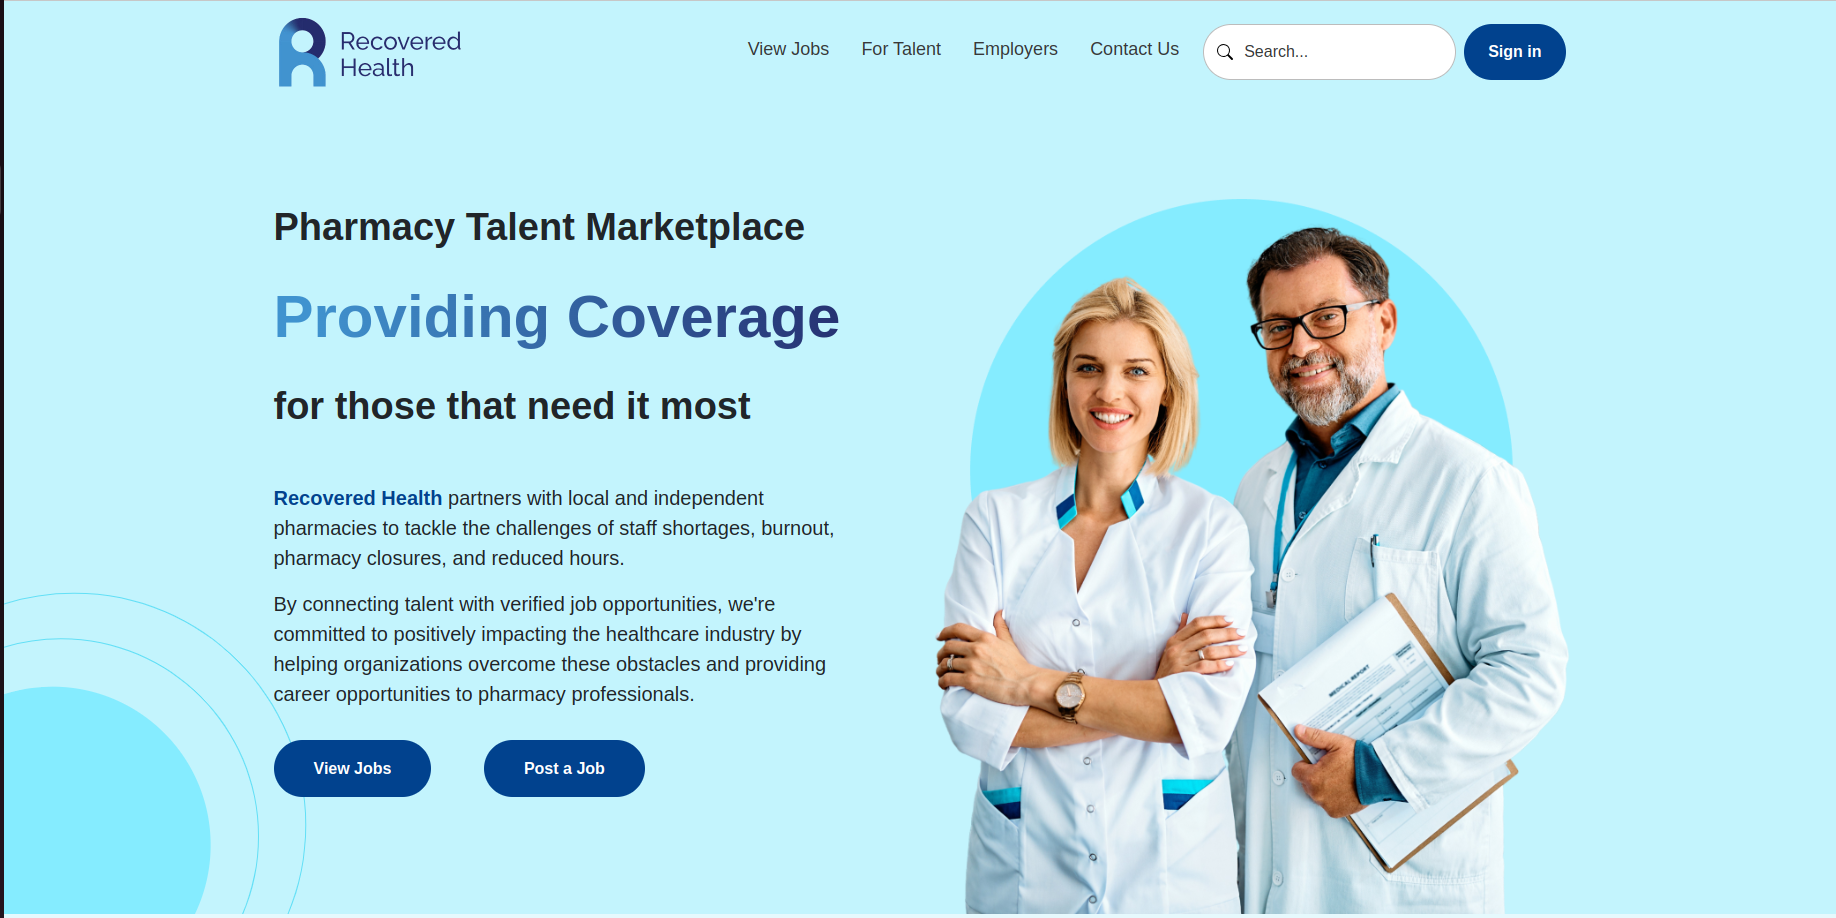 Recovered
Health
View Jobs
For Talent
Employers
Contact Us
Search...
Sign in
Pharmacy Talent Marketplace
Providing Coverage
for those that need it most
Recovered Health partners with local and independent
pharmacies to tackle the challenges of staff shortages, burnout,
pharmacy closures, and reduced hours.
By connecting talent with verified job opportunities, we're
committed to positively impacting the healthcare industry by
helping organizations overcome these obstacles and providing
career opportunities to pharmacy professionals.
View Jobs
Post a Job
MEDICAL REPORT